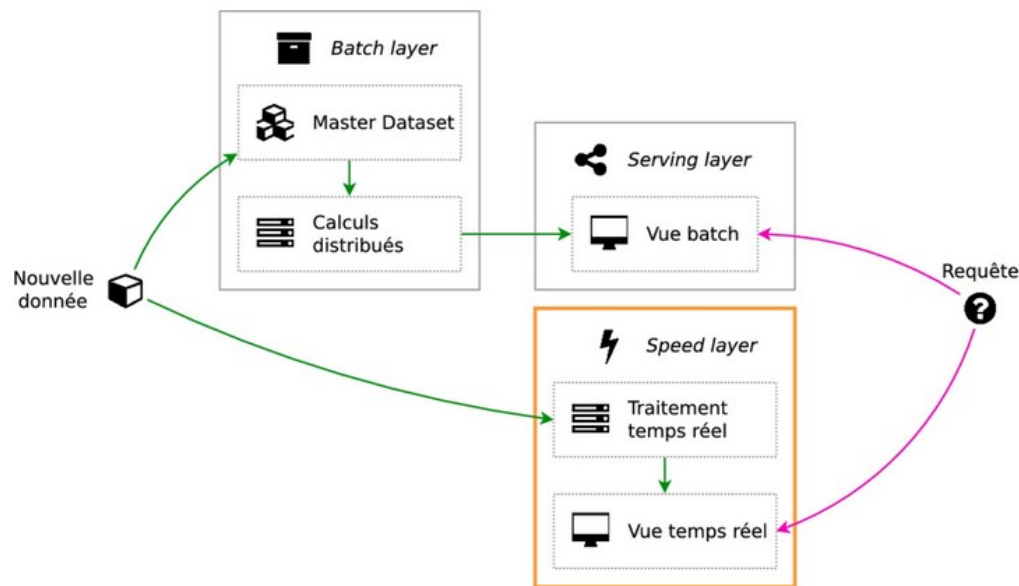 Batch layer
Master Dataset
Calculs
distribués
Serving layer
Vue batch
Nouvelle
donnée
Requête
?
Speed layer
Traitement
temps réel
Vue temps réel